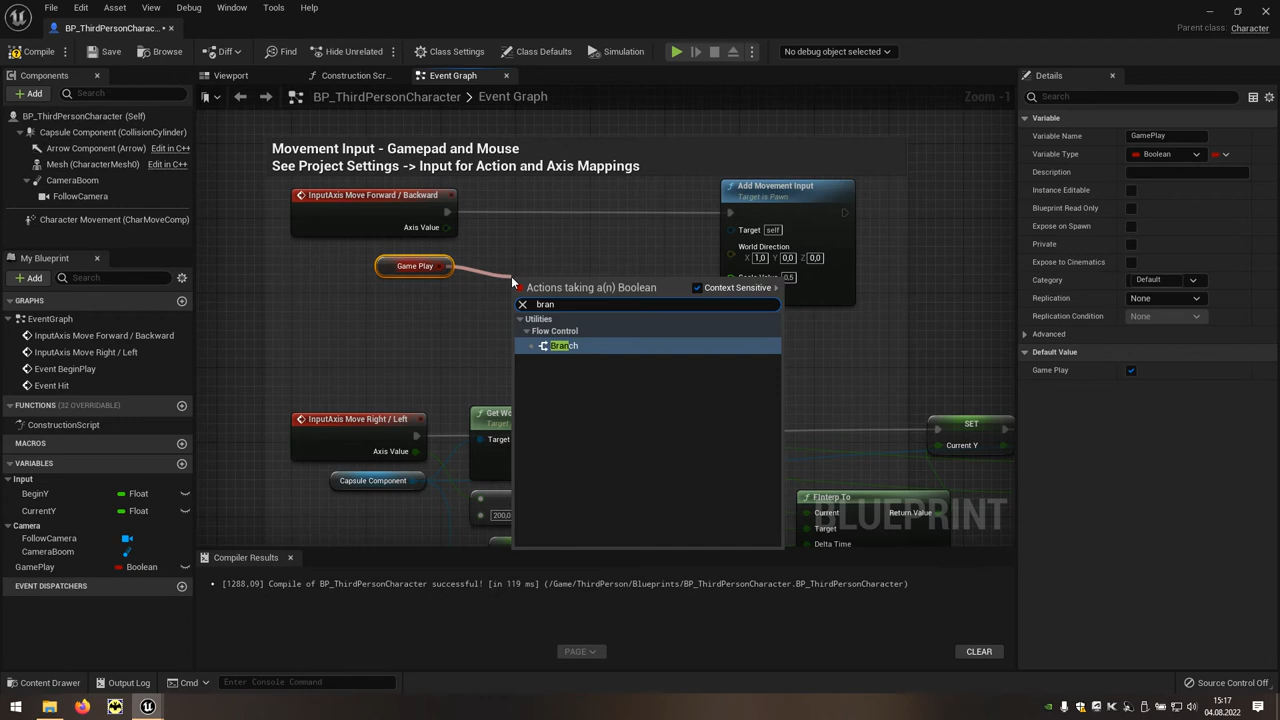 File Edit Asset View Debug Window Tools Help
BP_ThirdPersonCharac...• ×
Parent class: Character
Compile Save Browse Diff Find Hide Unrelated Class Settings Class Defaults Simulation No debug object selected
Components × Viewport Construction Scr... Event Graph × Details ×
Add Search
BP_ThirdPersonCharacter > Event Graph Zoom -1
Search
BP_ThirdPersonCharacter (Self)
Capsule Component (CollisionCylinder)
Arrow Component (Arrow) Edit in C++
Mesh (CharacterMesh0) Edit in C++
CameraBoom
FollowCamera
Character Movement (CharMoveComp)
My Blueprint ×
Add Search
GRAPHS
EventGraph
InputAxis Move Forward / Backward
InputAxis Move Right / Left
Event BeginPlay
Event Hit
FUNCTIONS (32 OVERRIDABLE)
ConstructionScript
MACROS
VARIABLES
Input
BeginY Float
CurrentY Float
Camera
FollowCamera
CameraBoom
GamePlay Boolean
EVENT DISPATCHERS
Movement Input - Gamepad and Mouse
See Project Settings -> Input for Action and Axis Mappings
InputAxis Move Forward / Backward
Axis Value
Game Play
Add Movement Input
Target is Pawn
Target self
World Direction
X 1,0 Y 0,0 Z 0,0
Scale Value 0,5
Actions taking a(n) Boolean Context Sensitive
bran
Utilities
Flow Control
Branch
InputAxis Move Right / Left
Axis Value
Capsule Component
Get Wo
Target
Target
200,0
SET
Current Y
FInterp To
Current Return Value
Target
Delta Time
BLUEPRINT
Variable
Variable Name GamePlay
Variable Type Boolean
Description
Instance Editable
Blueprint Read Only
Expose on Spawn
Private
Expose to Cinematics
Category Default
Replication None
Replication Condition None
Advanced
Default Value
Game Play
Compiler Results ×
[1288,09] Compile of BP_ThirdPersonCharacter successful! [in 119 ms] (/Game/ThirdPerson/Blueprints/BP_ThirdPersonCharacter.BP_ThirdPersonCharacter)
PAGE CLEAR
Content Drawer Output Log Cmd Enter Console Command Source Control Off
15:17
04.08.2022